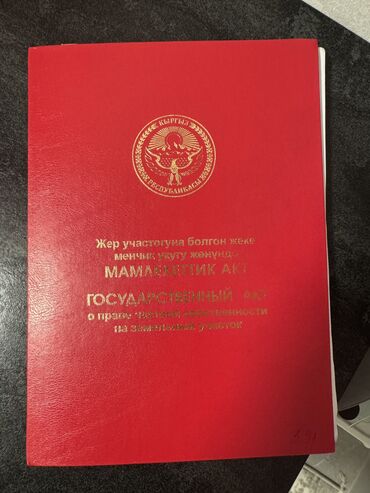 КЫРГЫЗ
РЕСПУБЛИКАСЫ
Жер участогуна болгон жеке
менчик укугу жөнүндө
МАМЛЕКЕТТИК АКТ
ГОСУДАРСТВЕННЫЙ АКТ
о праве частной собственности
на земельный участок